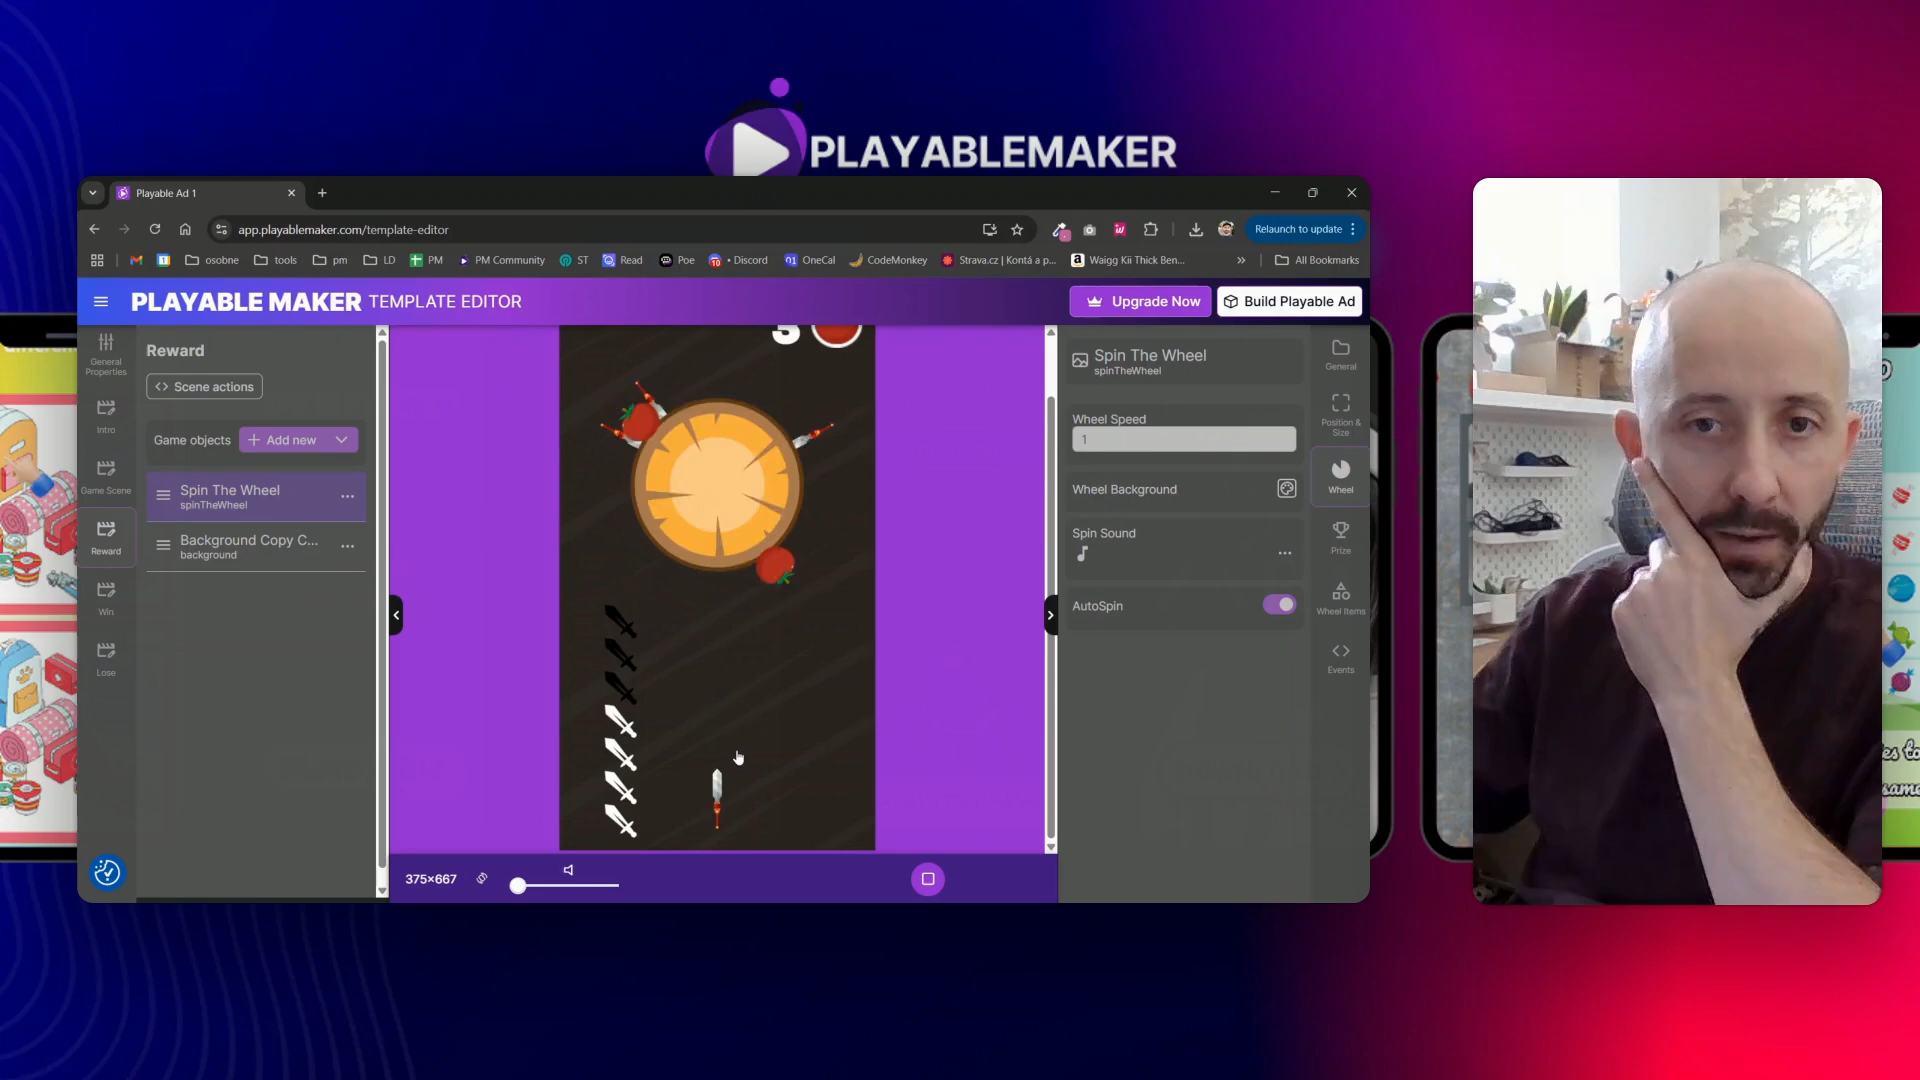 PLAYABLEMAKER
Playable Ad 1
app.playablemaker.com/template-editor
Relaunch to update
osobne
tools
pm
LD
PM
PM Community
ST
Read
Poe
• Discord
OneCal
CodeMonkey
Strava.cz | Kontá a p...
Waigg Kii Thick Ben...
»
All Bookmarks
PLAYABLE MAKER TEMPLATE EDITOR
Upgrade Now
Build Playable Ad
General
Properties
Intro
Game Scene
Reward
Win
Lose
Reward
Scene actions
Game objects
Add new
Spin The Wheel
spinTheWheel
Background Copy C...
background
375×667
Spin The Wheel
spinTheWheel
Wheel Speed
1
Wheel Background
Spin Sound
AutoSpin
General
Position &
Size
Wheel
Prize
Wheel Items
Events